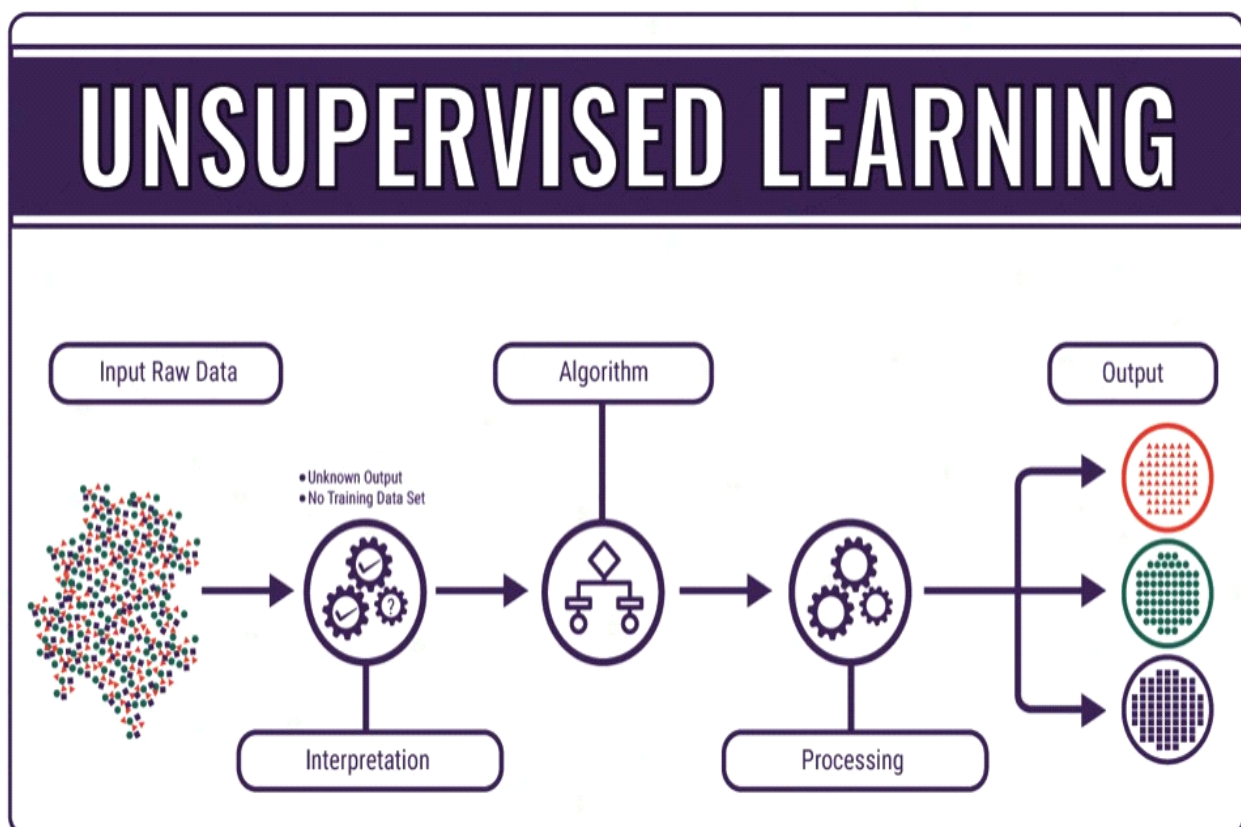 UNSUPERVISED LEARNING
Input Raw Data
Algorithm
Output
•Unknown Output
•No Training Data Set
?
Interpretation
Processing